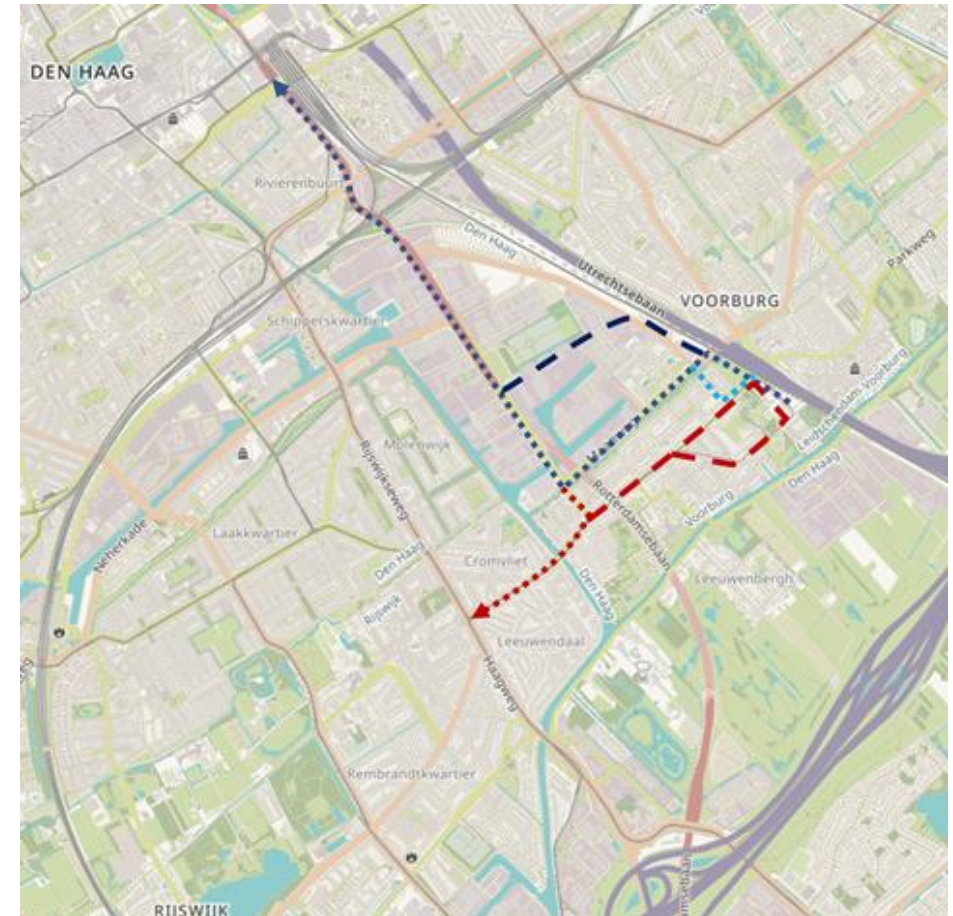 DEN HAAG
Rivierenbuurt
Den Haag
Utrechtsebaan
Parkweg
VOORBURG
Schipperskwartier
Leidschendam-Voorburg
Molenwijk
Rijswijkseweg
Den Haag
Rotterdamsebaan
Voorburg
Laakkwartier
Neherkade
Cromvliet
Den Haag
Den Haag
Leeuwenbergh
Rijswijk
Leeuwendaal
Haagweg
Rembrandtkwartier
RIJSWIJK